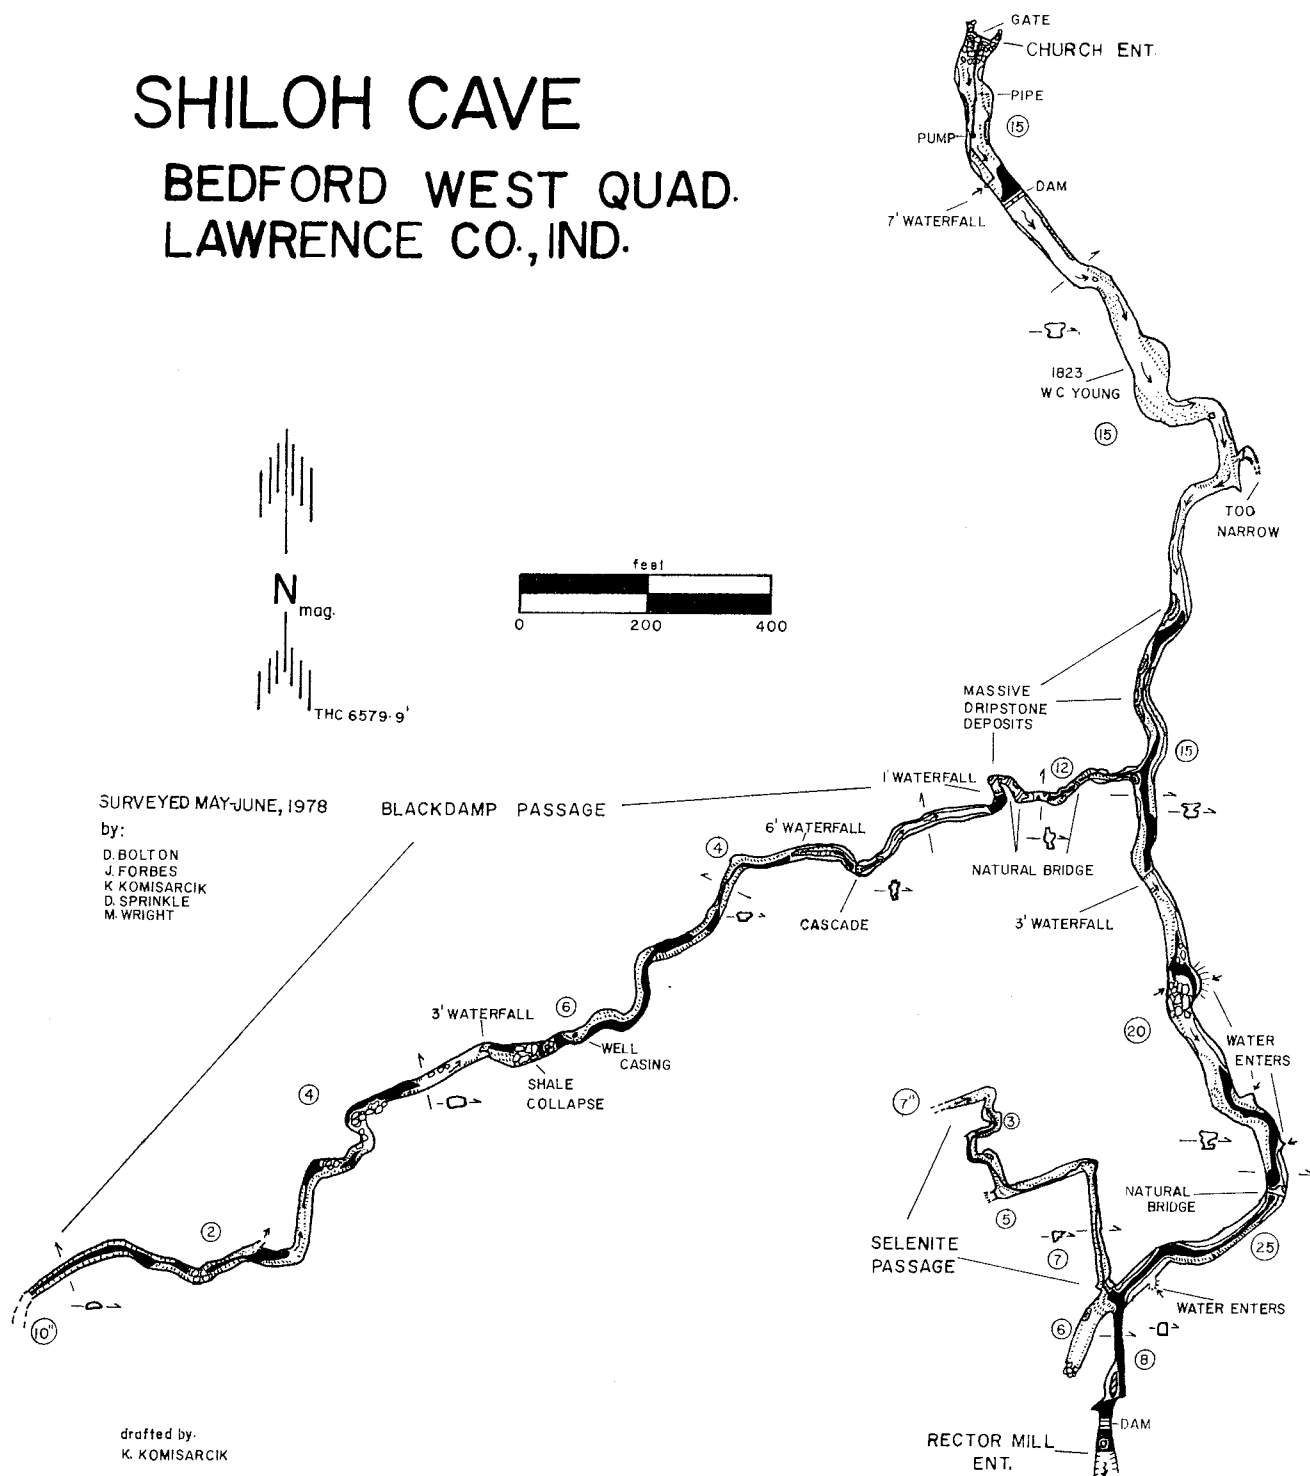 GATE
CHURCH ENT.
SHILOH CAVE
BEDFORD WEST QUAD.
LAWRENCE CO., IND.
PIPE
15
PUMP
DAM
7' WATERFALL
1823
W C YOUNG
15
TOO
NARROW
feet
0 200 400
N
mag.
THC 6579-9'
MASSIVE
DRIPSTONE
DEPOSITS
15
12
1' WATERFALL
SURVEYED MAY-JUNE, 1978
by:
D. BOLTON
J. FORBES
K KOMISARCIK
D. SPRINKLE
M. WRIGHT
BLACKDAMP PASSAGE
6' WATERFALL
4
NATURAL BRIDGE
CASCADE
3' WATERFALL
6
3' WATERFALL
WELL
CASING
SHALE
COLLAPSE
4
20
WATER
ENTERS
7"
3
5
NATURAL
BRIDGE
2
SELENITE
PASSAGE
7
25
WATER ENTERS
10"
6
8
DAM
RECTOR MILL
ENT.
drafted by.
K. KOMISARCIK